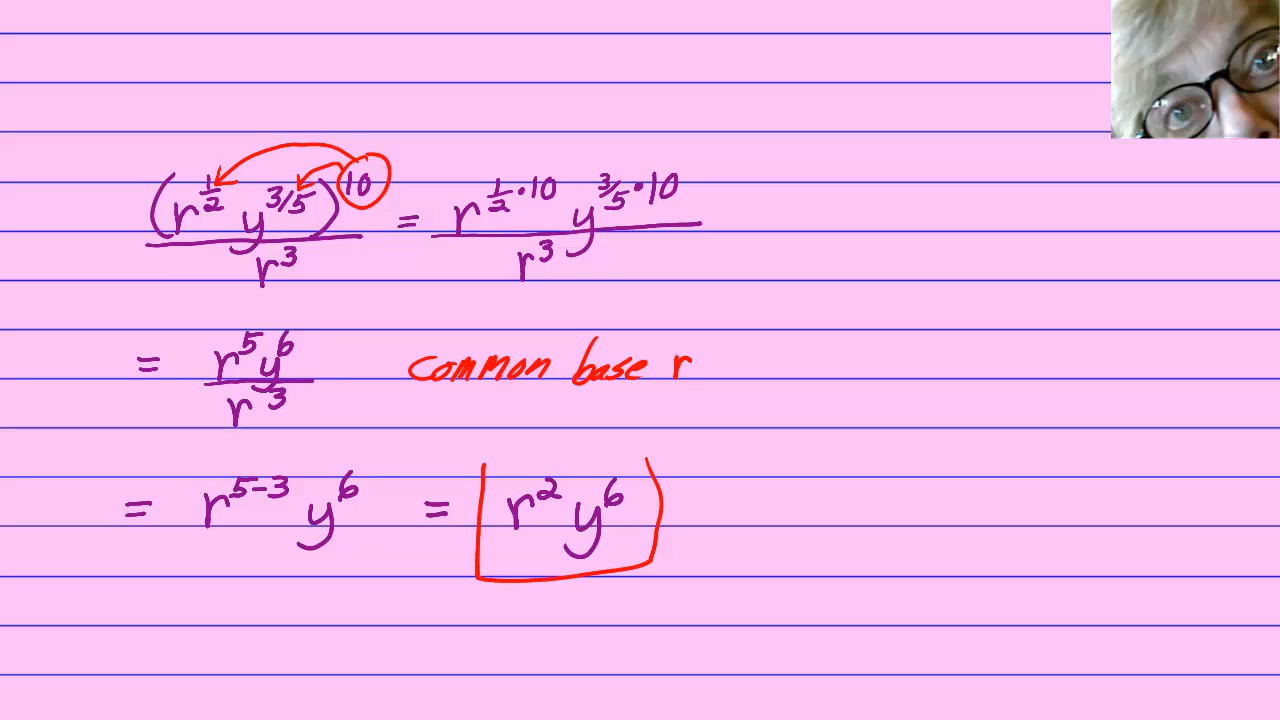 (r^{1/2} y^{3/5})^{10} / r^3 = r^{1/2 • 10} y^{3/5 • 10} / r^3
= r^5 y^6 / r^3 common base r
= r^{5-3} y^6 = r^2 y^6